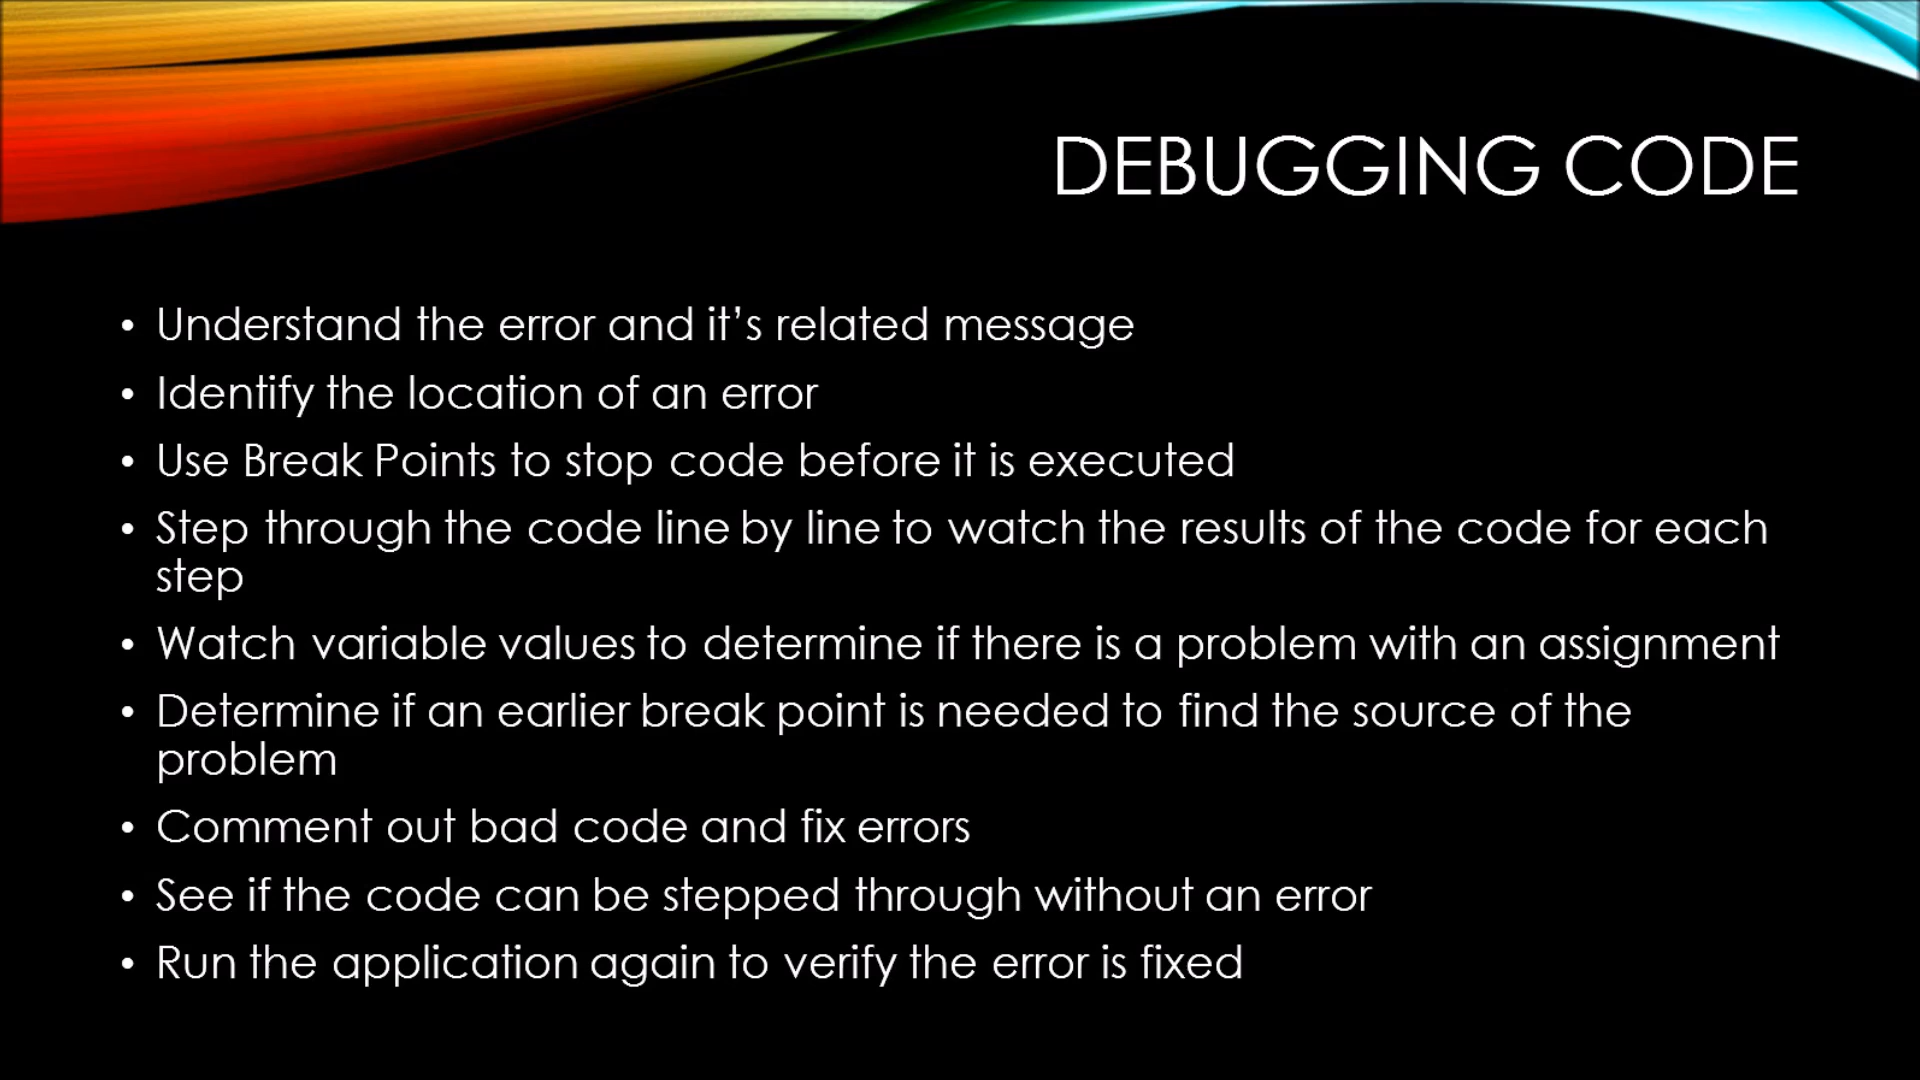 DEBUGGING CODE
• Understand the error and it’s related message
• Identify the location of an error
• Use Break Points to stop code before it is executed
• Step through the code line by line to watch the results of the code for each
step
• Watch variable values to determine if there is a problem with an assignment
• Determine if an earlier break point is needed to find the source of the
problem
• Comment out bad code and fix errors
• See if the code can be stepped through without an error
• Run the application again to verify the error is fixed